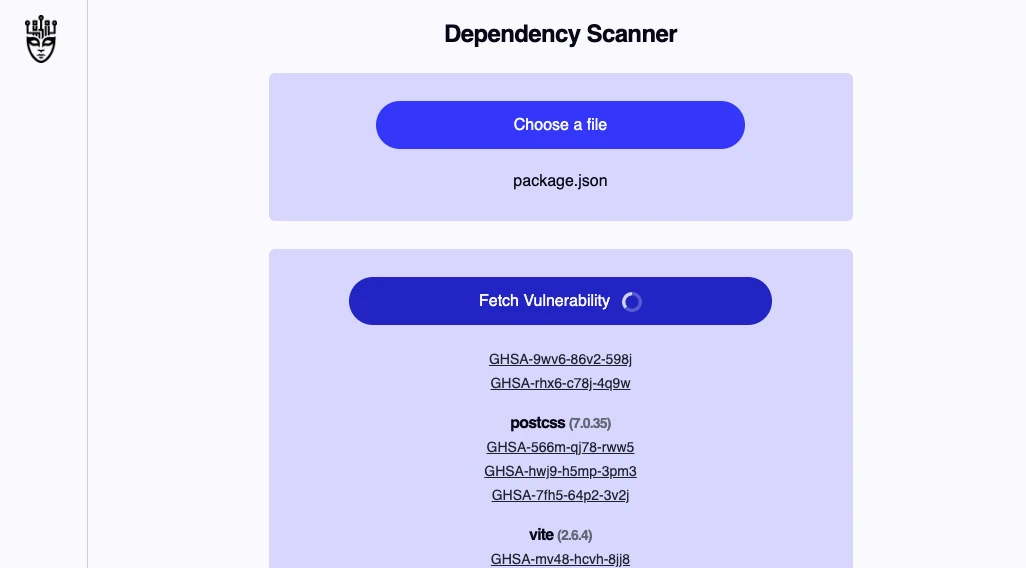 Dependency Scanner
Choose a file
package.json
Fetch Vulnerability
GHSA-9wv6-86v2-598j
GHSA-rhx6-c78j-4q9w
postcss (7.0.35)
GHSA-566m-qj78-rww5
GHSA-hwj9-h5mp-3pm3
GHSA-7fh5-64p2-3v2j
vite (2.6.4)
GHSA-mv48-hcvh-8jj8